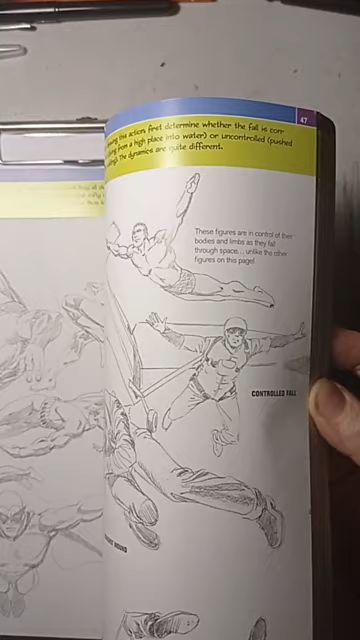 47
this action, first determine whether the fall is con-
from a high place into water) or uncontrolled (pushed
The dynamics are quite different.
These figures are in control of their
bodies and limbs as they fall
through space... unlike the other
figures on this page!
CONTROLLED FALL
ROUND